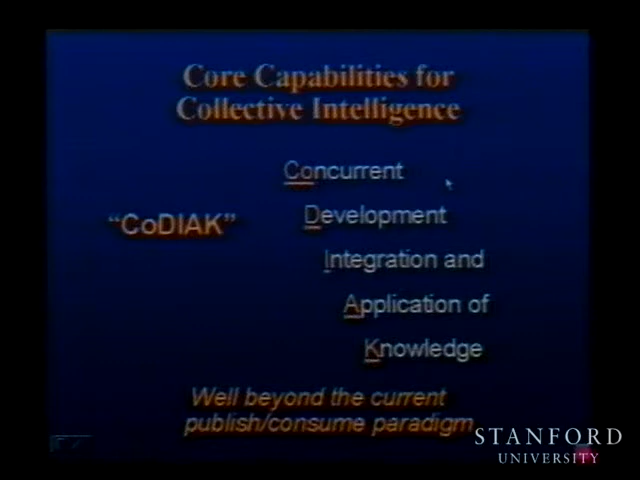 Core Capabilities for
Collective Intelligence
Concurrent
"CoDIAK"
Development
Integration and
Application of
Knowledge
Well beyond the current
publish/consume paradigm
STANFORD
UNIVERSITY